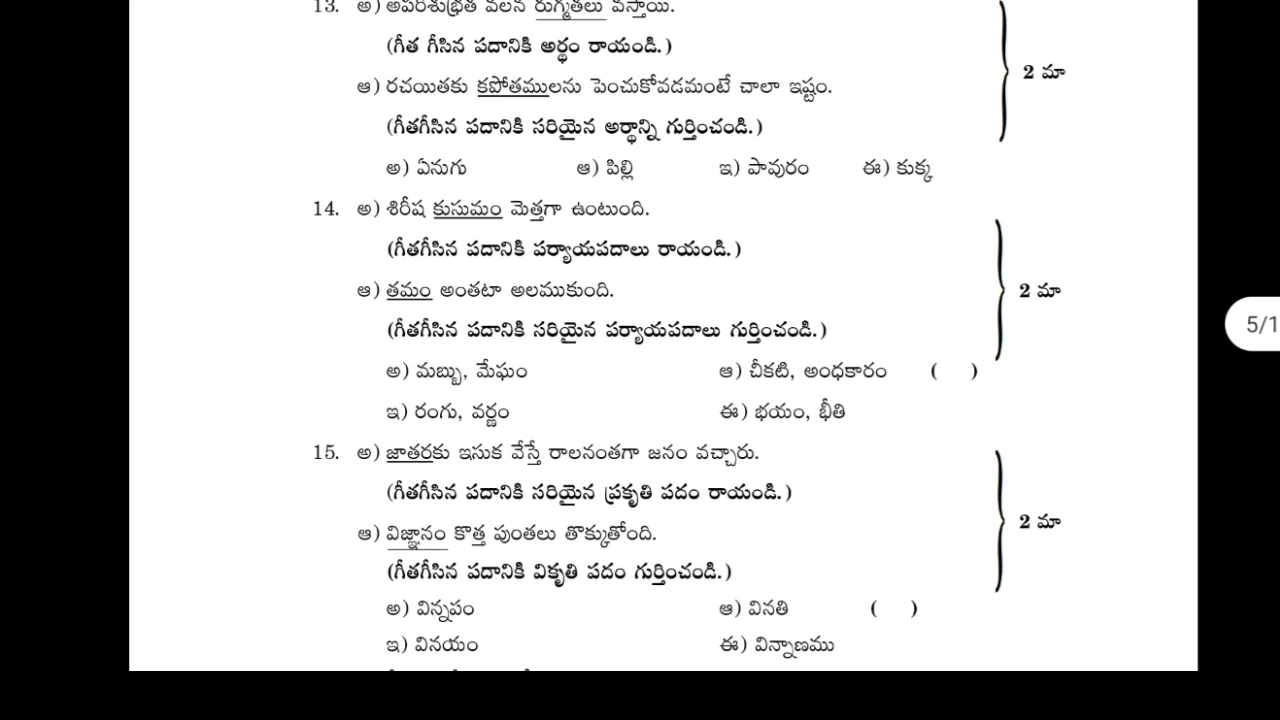 13. అ) అపరిశుభ్రత వలన రుగ్మతలు వస్తాయి.
(గీత గీసిన పదానికి అర్థం రాయండి.)
2 మా
ఆ) రచయితకు కపోతములను పెంచుకోవడమంటే చాలా ఇష్టం.
(గీతగీసిన పదానికి సరియైన అర్థాన్ని గుర్తించండి.)
అ) ఏనుగు ఆ) పిల్లి ఇ) పావురం ఈ) కుక్క
14. అ) శిరీష కుసుమం మెత్తగా ఉంటుంది.
(గీతగీసిన పదానికి పర్యాయపదాలు రాయండి.)
ఆ) తమం అంతటా అలముకుంది. 2 మా
(గీతగీసిన పదానికి సరియైన పర్యాయపదాలు గుర్తించండి.)
5/1
అ) మబ్బు, మేఘం ఆ) చీకటి, అంధకారం ( )
ఇ) రంగు, వర్ణం ఈ) భయం, భీతి
15. అ) జాతరకు ఇసుక వేస్తే రాలనంతగా జనం వచ్చారు.
(గీతగీసిన పదానికి సరియైన ప్రకృతి పదం రాయండి.)
2 మా
ఆ) విజ్ఞానం కొత్త పుంతలు తొక్కుతోంది.
(గీతగీసిన పదానికి వికృతి పదం గుర్తించండి.)
అ) విన్నపం ఆ) వినతి ( )
ఇ) వినయం ఈ) విన్నాణము